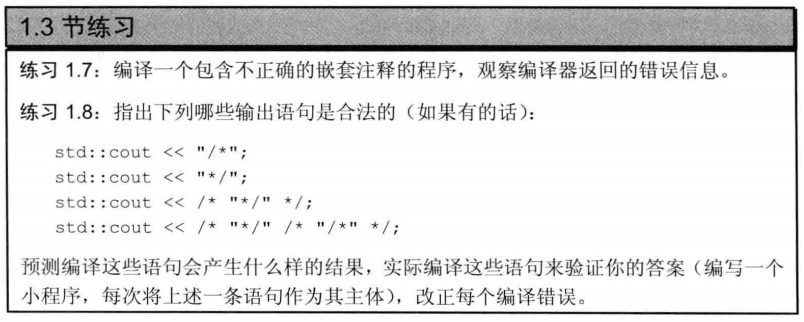 1.3 节练习
练习 1.7：编译一个包含不正确的嵌套注释的程序，观察编译器返回的错误信息。
练习 1.8：指出下列哪些输出语句是合法的（如果有的话）：
std::cout << "/*";
std::cout << "*/";
std::cout << /* "*/" */;
std::cout << /* "*/" /* "/*" */;
预测编译这些语句会产生什么样的结果，实际编译这些语句来验证你的答案（编写一个
小程序，每次将上述一条语句作为其主体），改正每个编译错误。